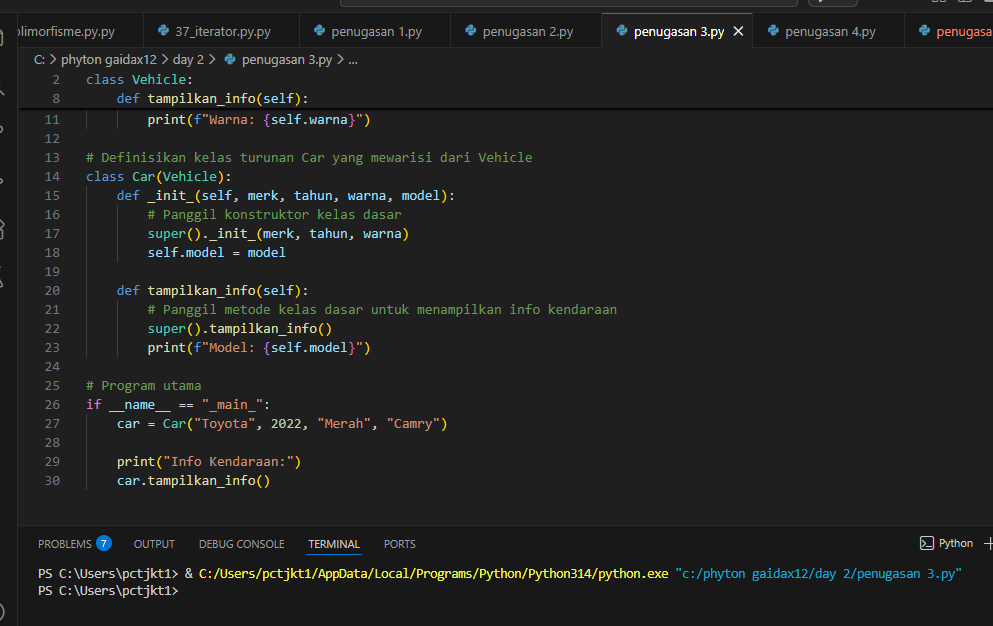 olimorfisme.py.py 37_iterator.py.py penugasan 1.py penugasan 2.py penugasan 3.py penugasan 4.py penugasa
C: > phyton gaidax12 > day 2 > penugasan 3.py > ...
2 class Vehicle:
8 def tampilkan_info(self):
11 print(f"Warna: {self.warna}")
12
13 # Definisikan kelas turunan Car yang mewarisi dari Vehicle
14 class Car(Vehicle):
15 def _init_(self, merk, tahun, warna, model):
16 # Panggil konstruktor kelas dasar
17 super()._init_(merk, tahun, warna)
18 self.model = model
19
20 def tampilkan_info(self):
21 # Panggil metode kelas dasar untuk menampilkan info kendaraan
22 super().tampilkan_info()
23 print(f"Model: {self.model}")
24
25 # Program utama
26 if __name__ == "_main_":
27 car = Car("Toyota", 2022, "Merah", "Camry")
28
29 print("Info Kendaraan:")
30 car.tampilkan_info()
PROBLEMS 7 OUTPUT DEBUG CONSOLE TERMINAL PORTS Python
PS C:\Users\pctjkt1> & C:/Users/pctjkt1/AppData/Local/Programs/Python/Python314/python.exe "c:/phyton gaidax12/day 2/penugasan 3.py"
PS C:\Users\pctjkt1>